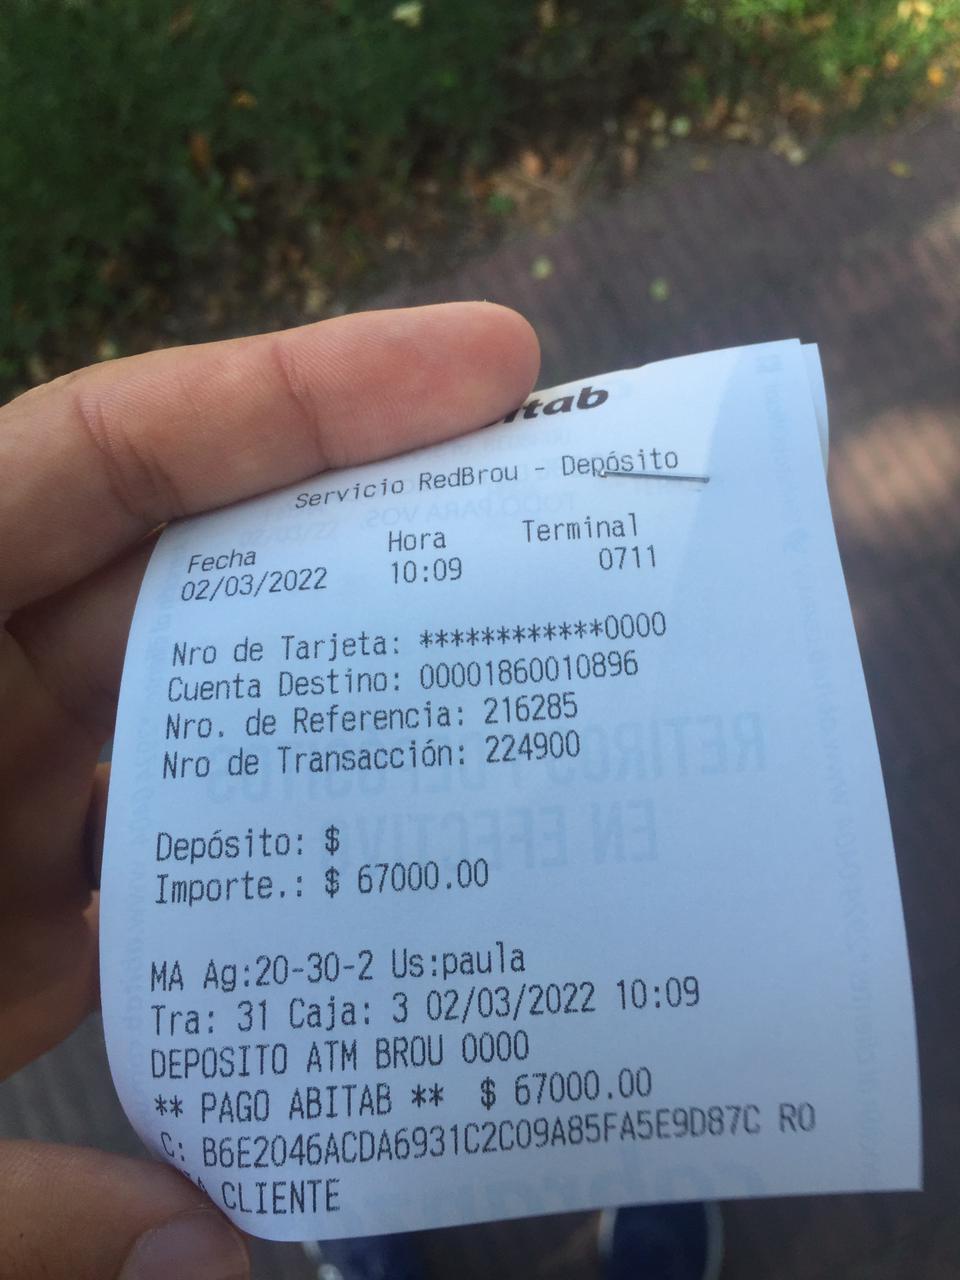 Servicio RedBrou - Depósito
Fecha Hora Terminal
02/03/2022 10:09 0711
Nro de Tarjeta: ************0000
Cuenta Destino: 00001860010896
Nro. de Referencia: 216285
Nro de Transacción: 224900
Depósito: $
Importe.: $ 67000.00
MA Ag:20-30-2 Us:paula
Tra: 31 Caja: 3 02/03/2022 10:09
DEPOSITO ATM BROU 0000
** PAGO ABITAB ** $ 67000.00
C: B6E2046ACDA6931C2C09A85FA5E9D87C RO
CLIENTE